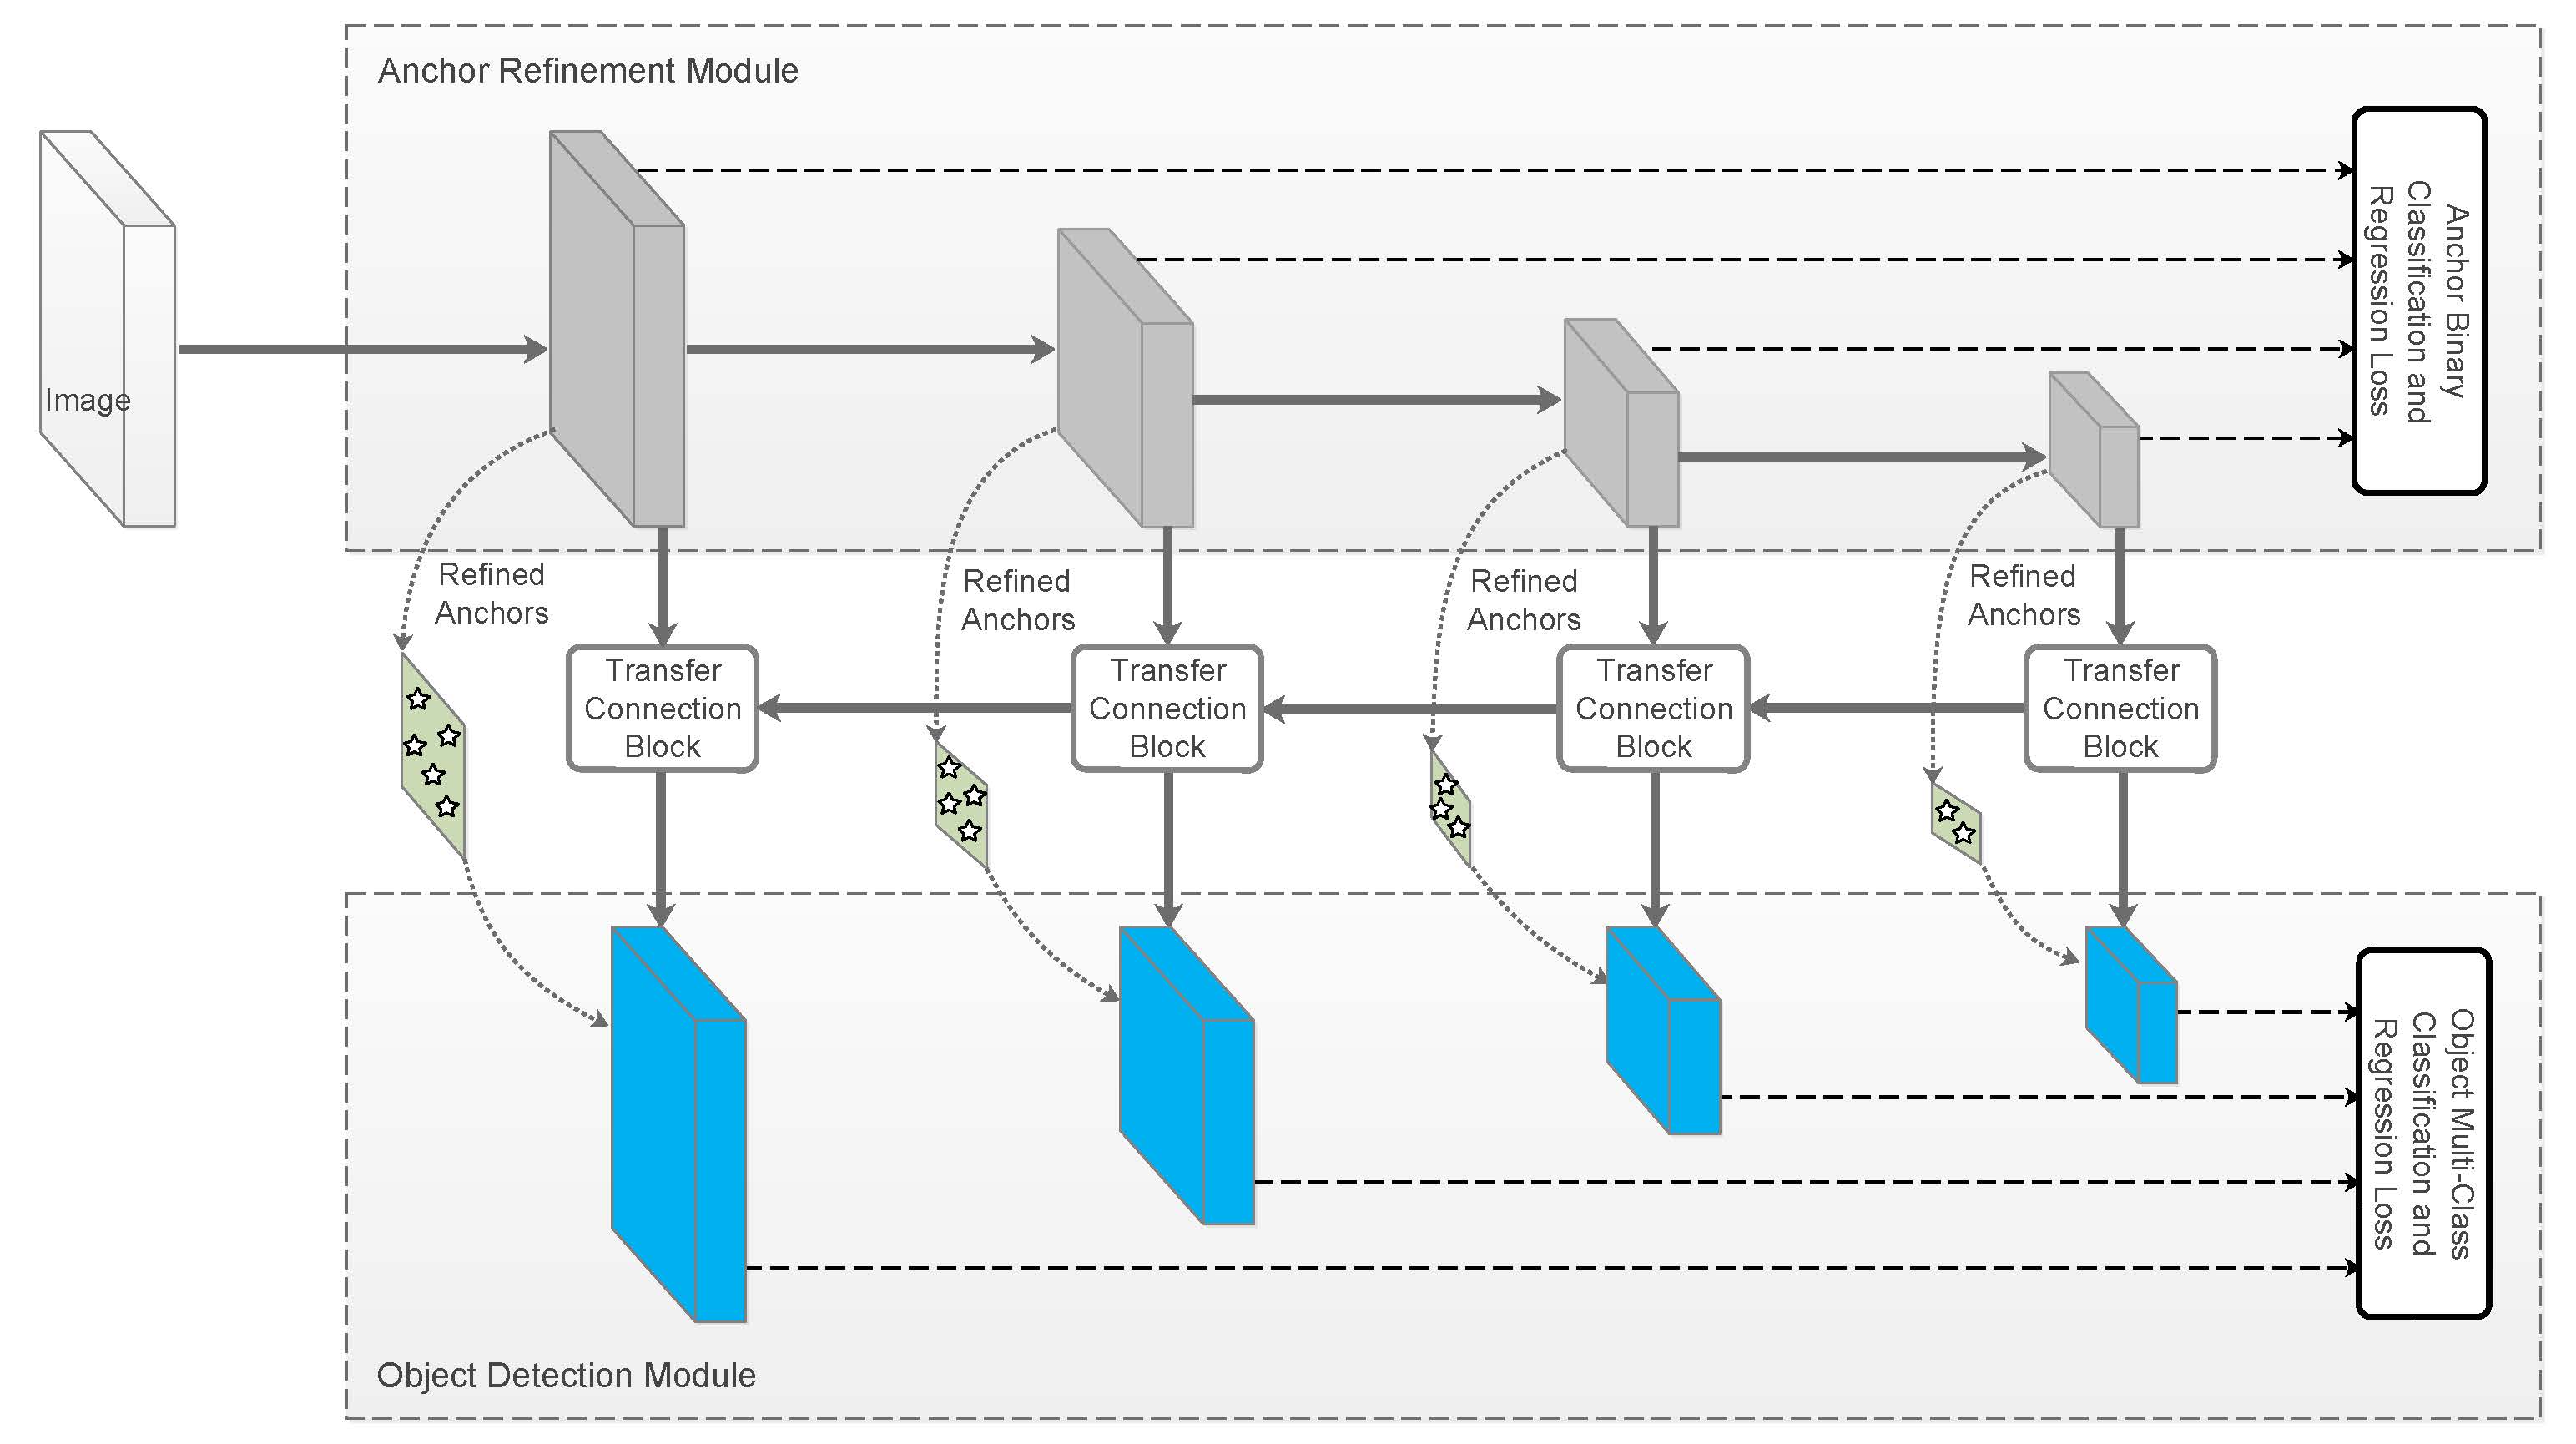 Anchor Refinement Module
Anchor Binary
Classification and
Regression Loss
Image
Refined
Anchors
Refined
Anchors
Refined
Anchors
Refined
Anchors
Transfer
Connection
Block
Transfer
Connection
Block
Transfer
Connection
Block
Transfer
Connection
Block
Object Multi-Class
Classification and
Regression Loss
Object Detection Module